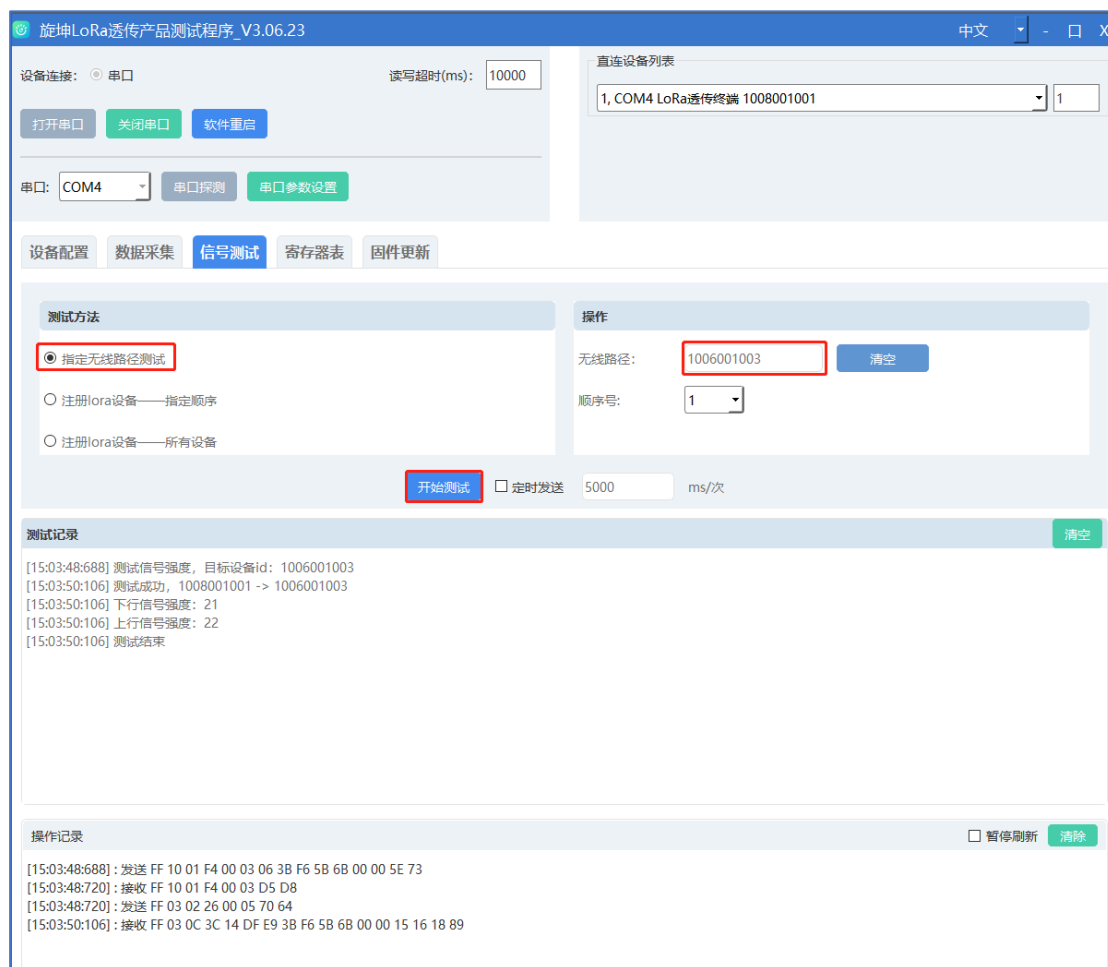 旋坤LoRa透传产品测试程序_V3.06.23 中文 - 口 X
设备连接: 串口 读写超时(ms): 10000
直连设备列表
1, COM4 LoRa透传终端 1008001001 1
打开串口 关闭串口 软件重启
串口: COM4 串口探测 串口参数设置
设备配置 数据采集 信号测试 寄存器表 固件更新
测试方法 操作
指定无线路径测试 无线路径: 1006001003 清空
注册lora设备——指定顺序 顺序号: 1
注册lora设备——所有设备
开始测试 定时发送 5000 ms/次
测试记录 清空
[15:03:48:688] 测试信号强度，目标设备id：1006001003
[15:03:50:106] 测试成功，1008001001 -> 1006001003
[15:03:50:106] 下行信号强度：21
[15:03:50:106] 上行信号强度：22
[15:03:50:106] 测试结束
操作记录 暂停刷新 清除
[15:03:48:688] : 发送 FF 10 01 F4 00 03 06 3B F6 5B 6B 00 00 5E 73
[15:03:48:720] : 接收 FF 10 01 F4 00 03 D5 D8
[15:03:48:720] : 发送 FF 03 02 26 00 05 70 64
[15:03:50:106] : 接收 FF 03 0C 3C 14 DF E9 3B F6 5B 6B 00 00 15 16 18 89